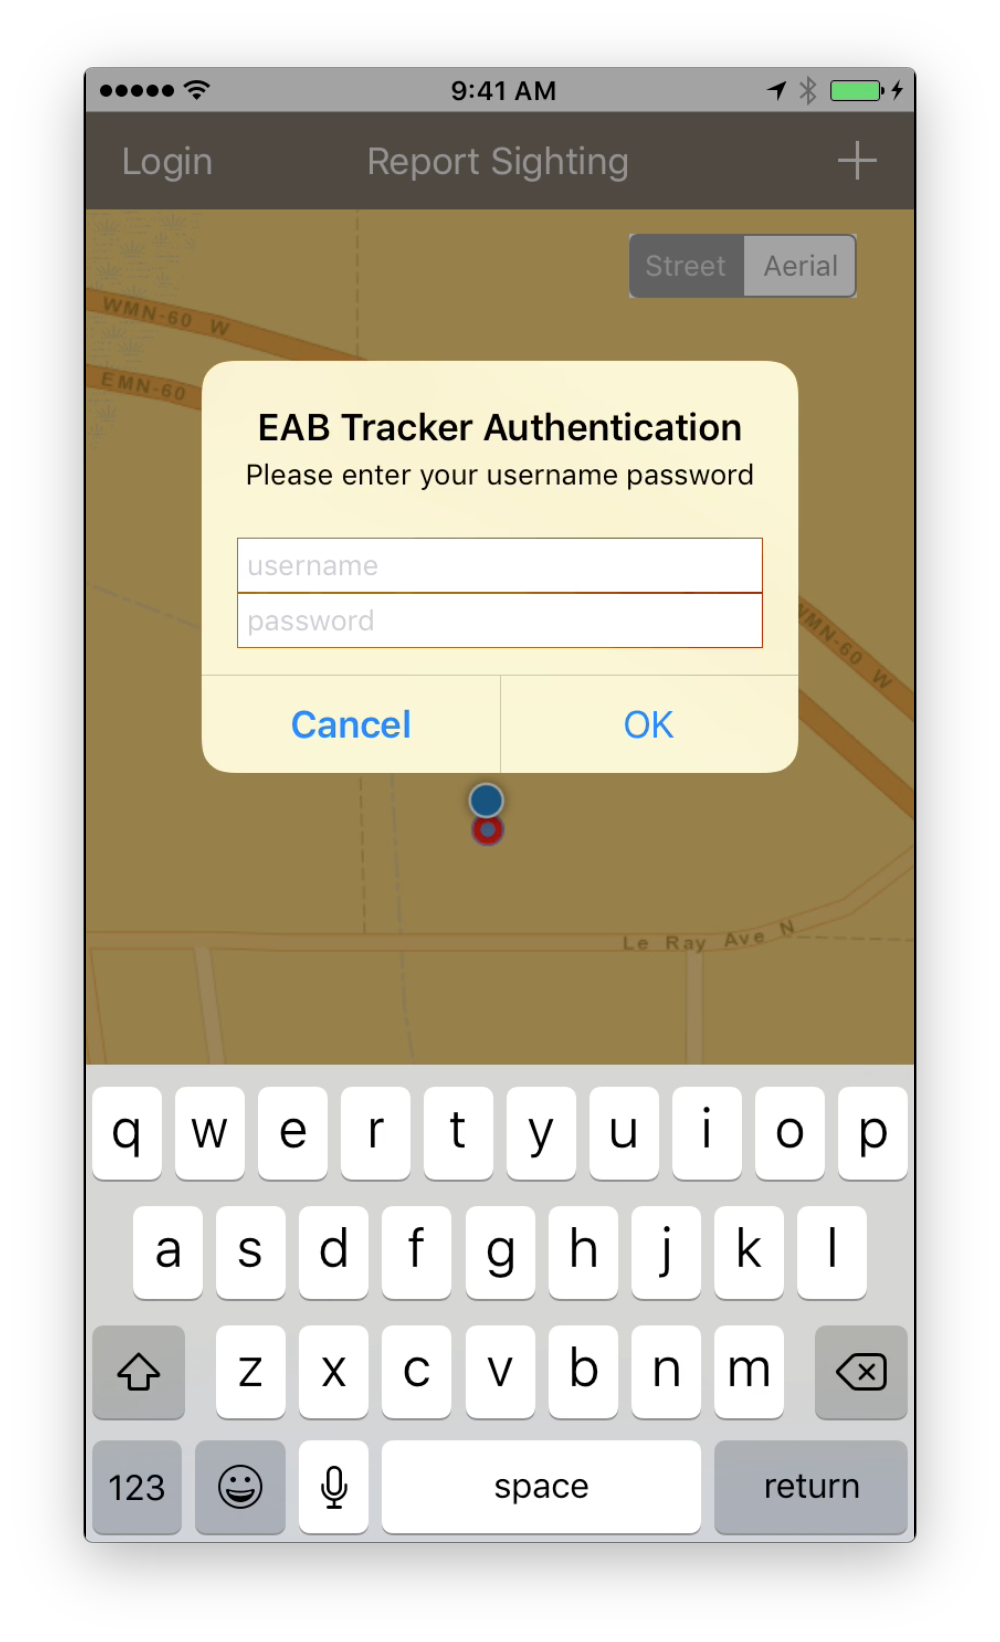 9:41 AM
Login Report Sighting +
Street Aerial
WMN-60 W
EMN-60
EAB Tracker Authentication
Please enter your username password
username
password
WMN-60 W
Cancel OK
Le Ray Ave N
q w e r t y u i o p
a s d f g h j k l
z x c v b n m
123 space return